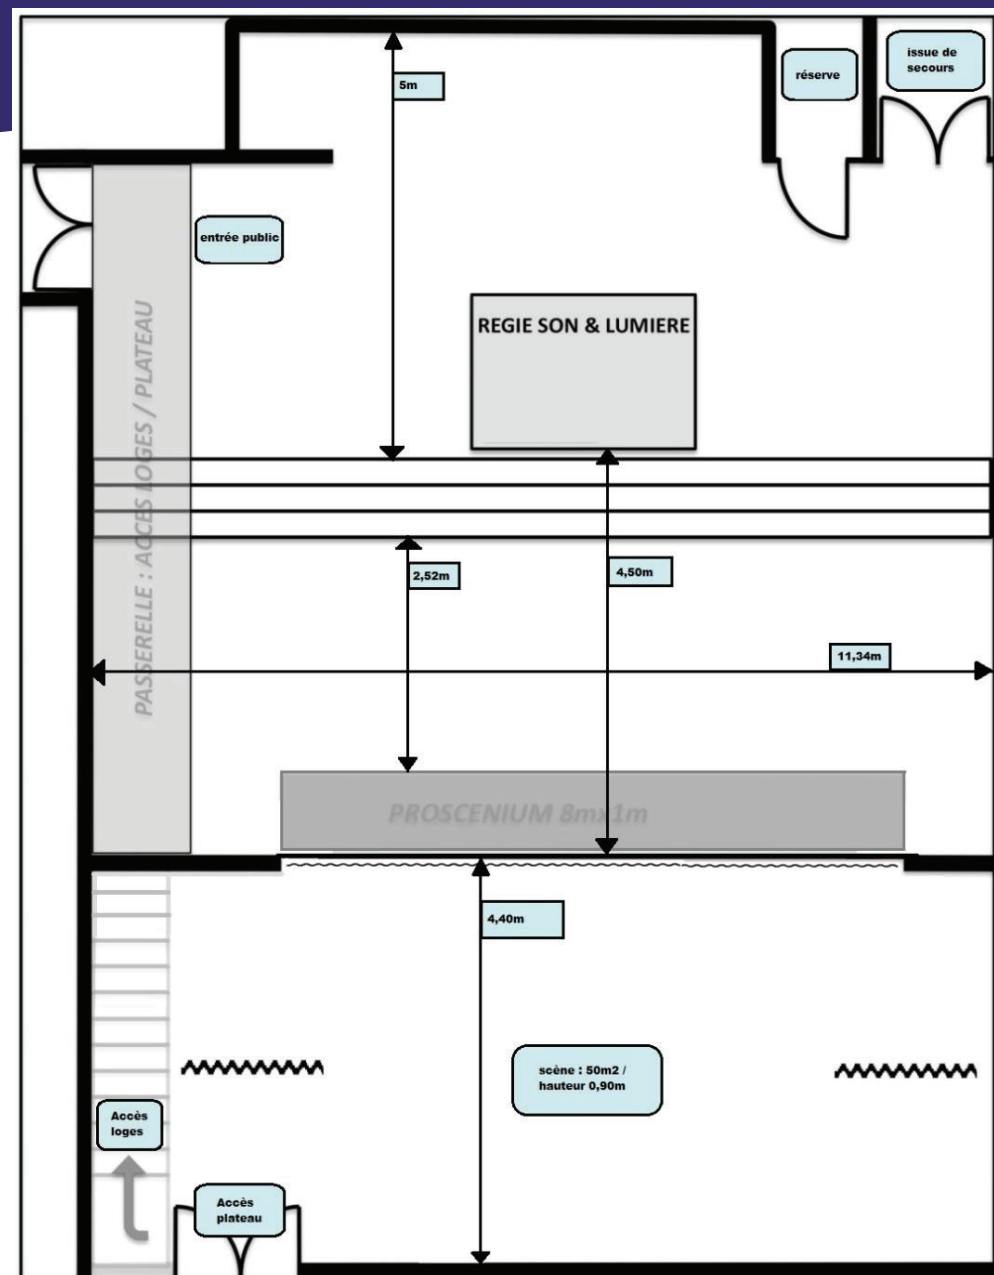 5m
réserve
issue de
secours
entrée public
REGIE SON & LUMIERE
PASSERELLE : ACCES LOGES / PLATEAU
2,52m
4,50m
11,34m
PROSCENIUM 8mx1m
4,40m
scène : 50m2 /
hauteur 0,90m
Accès
loges
Accès
plateau